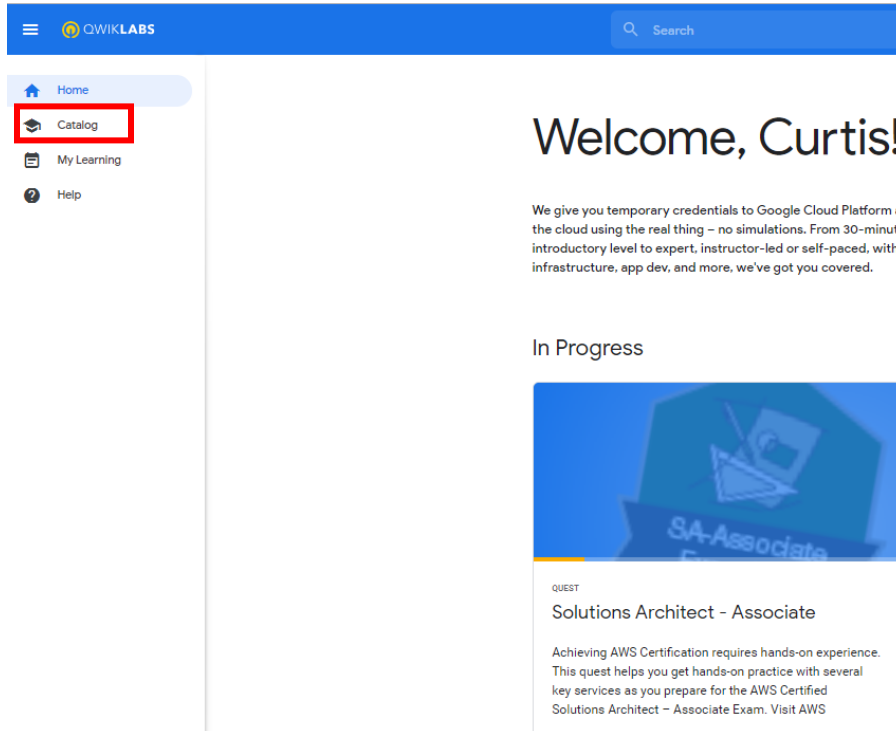 QWIKLABS
Search
Home
Catalog
My Learning
Help
Welcome, Curtis!
We give you temporary credentials to Google Cloud Platform
the cloud using the real thing – no simulations. From 30-minut
introductory level to expert, instructor-led or self-paced, with
infrastructure, app dev, and more, we've got you covered.
In Progress
SA-Associate
QUEST
Solutions Architect - Associate
Achieving AWS Certification requires hands-on experience.
This quest helps you get hands-on practice with several
key services as you prepare for the AWS Certified
Solutions Architect – Associate Exam. Visit AWS